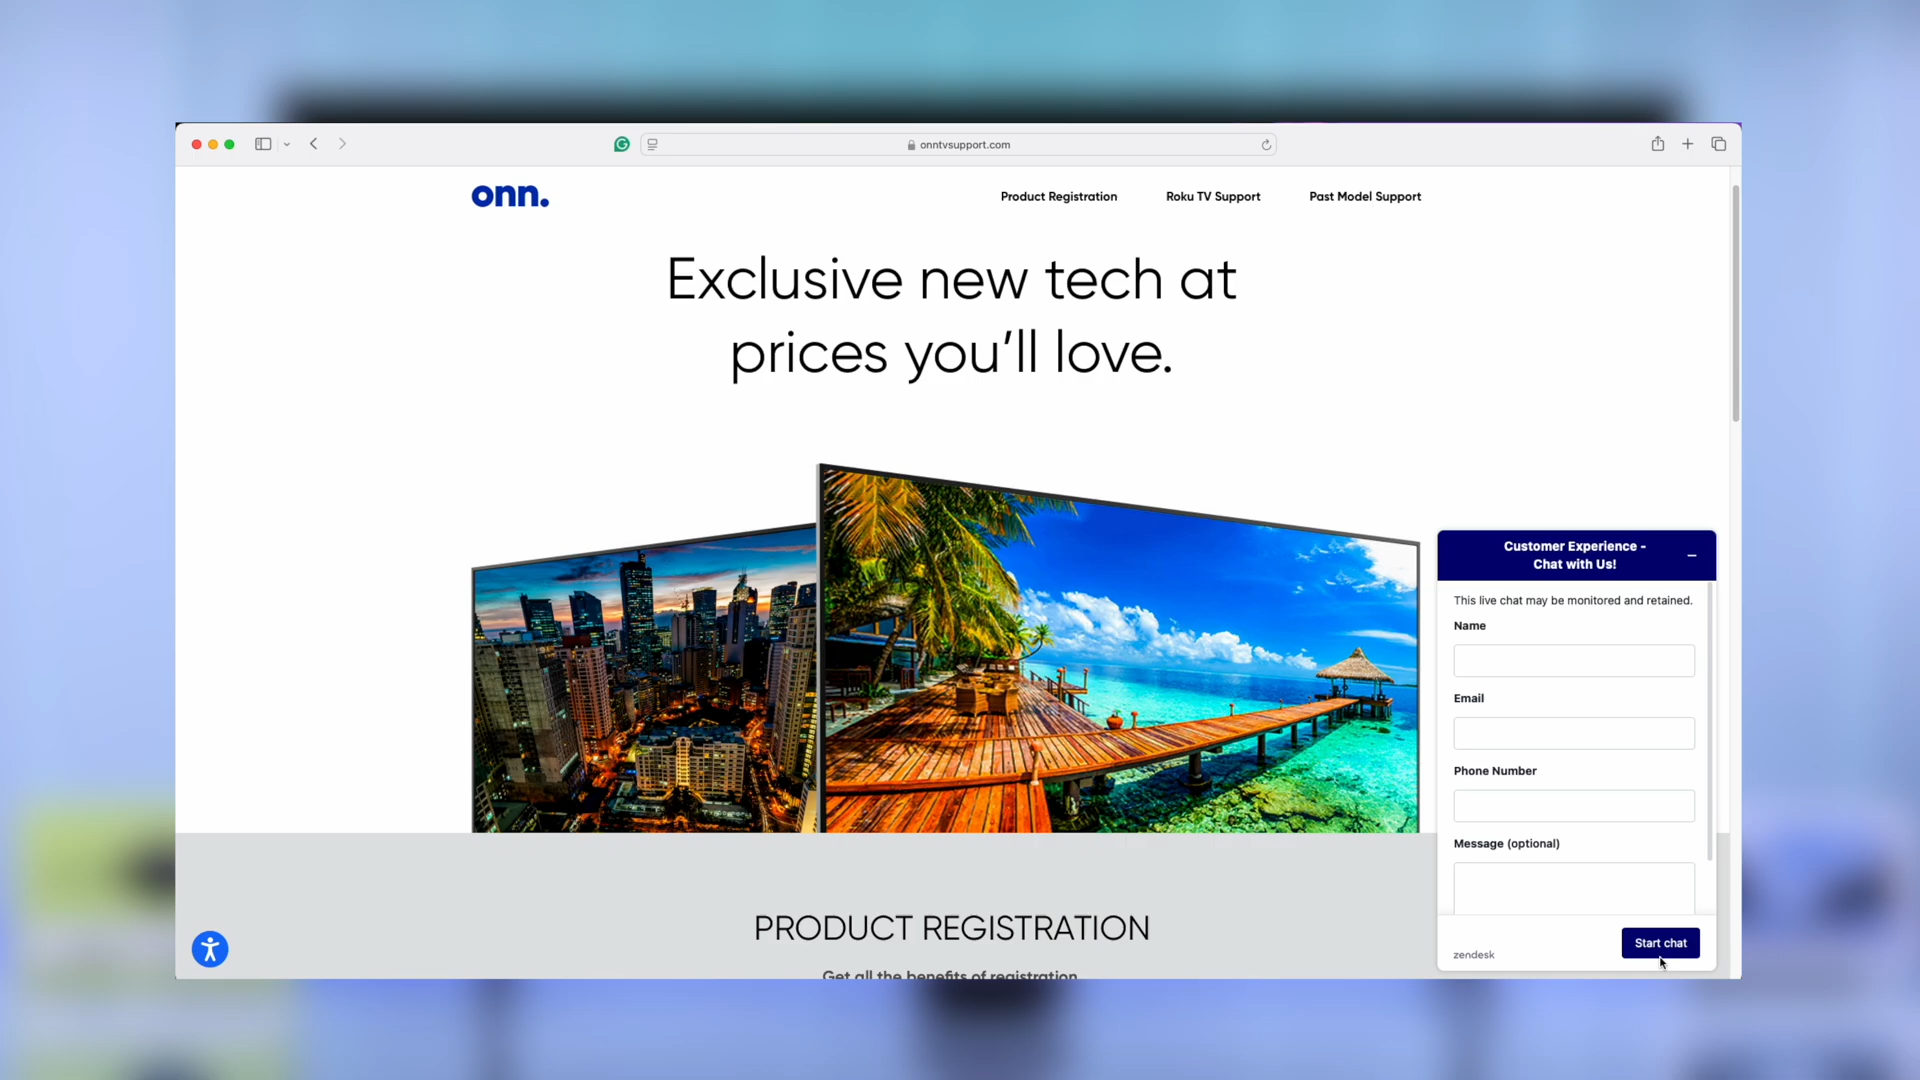 onntvsupport.com
onn.
Product Registration
Roku TV Support
Past Model Support
Exclusive new tech at
prices you’ll love.
Customer Experience -
Chat with Us!
This live chat may be monitored and retained.
Name
Email
Phone Number
Message (optional)
Start chat
zendesk
PRODUCT REGISTRATION
Get all the benefits of registration